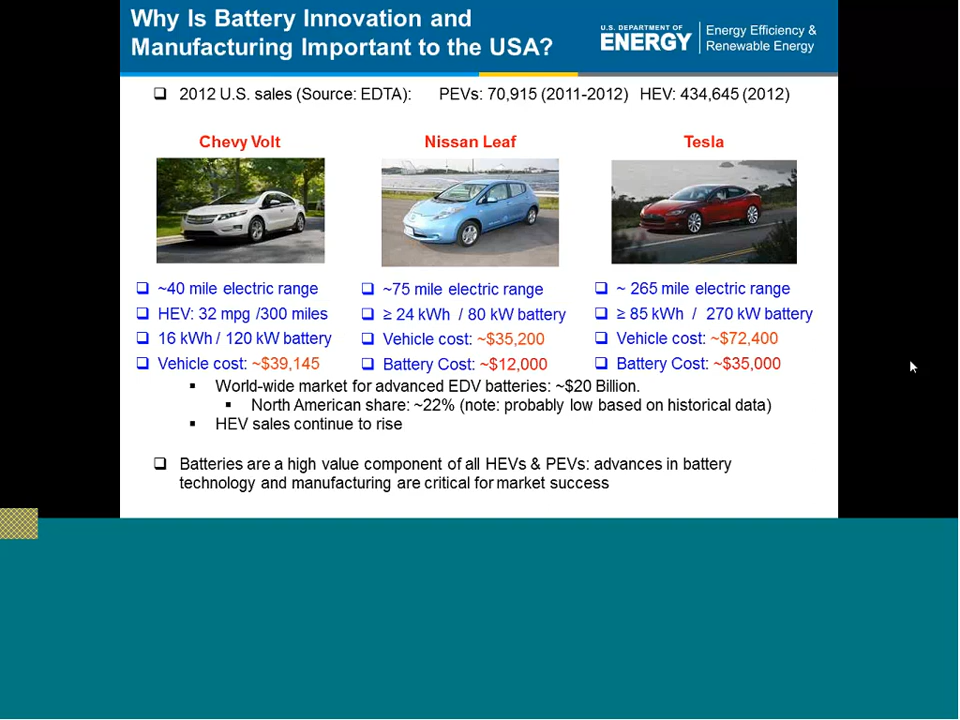 Why Is Battery Innovation and
Manufacturing Important to the USA?
U.S. DEPARTMENT OF
ENERGY
Energy Efficiency &
Renewable Energy
2012 U.S. sales (Source: EDTA): PEVs: 70,915 (2011-2012) HEV: 434,645 (2012)
Chevy Volt
~40 mile electric range
HEV: 32 mpg /300 miles
16 kWh / 120 kW battery
Vehicle cost: ~$39,145
Nissan Leaf
~75 mile electric range
≥ 24 kWh / 80 kW battery
Vehicle cost: ~$35,200
Battery Cost: ~$12,000
Tesla
~ 265 mile electric range
≥ 85 kWh / 270 kW battery
Vehicle cost: ~$72,400
Battery Cost: ~$35,000
World-wide market for advanced EDV batteries: ~$20 Billion.
North American share: ~22% (note: probably low based on historical data)
HEV sales continue to rise
Batteries are a high value component of all HEVs & PEVs: advances in battery
technology and manufacturing are critical for market success